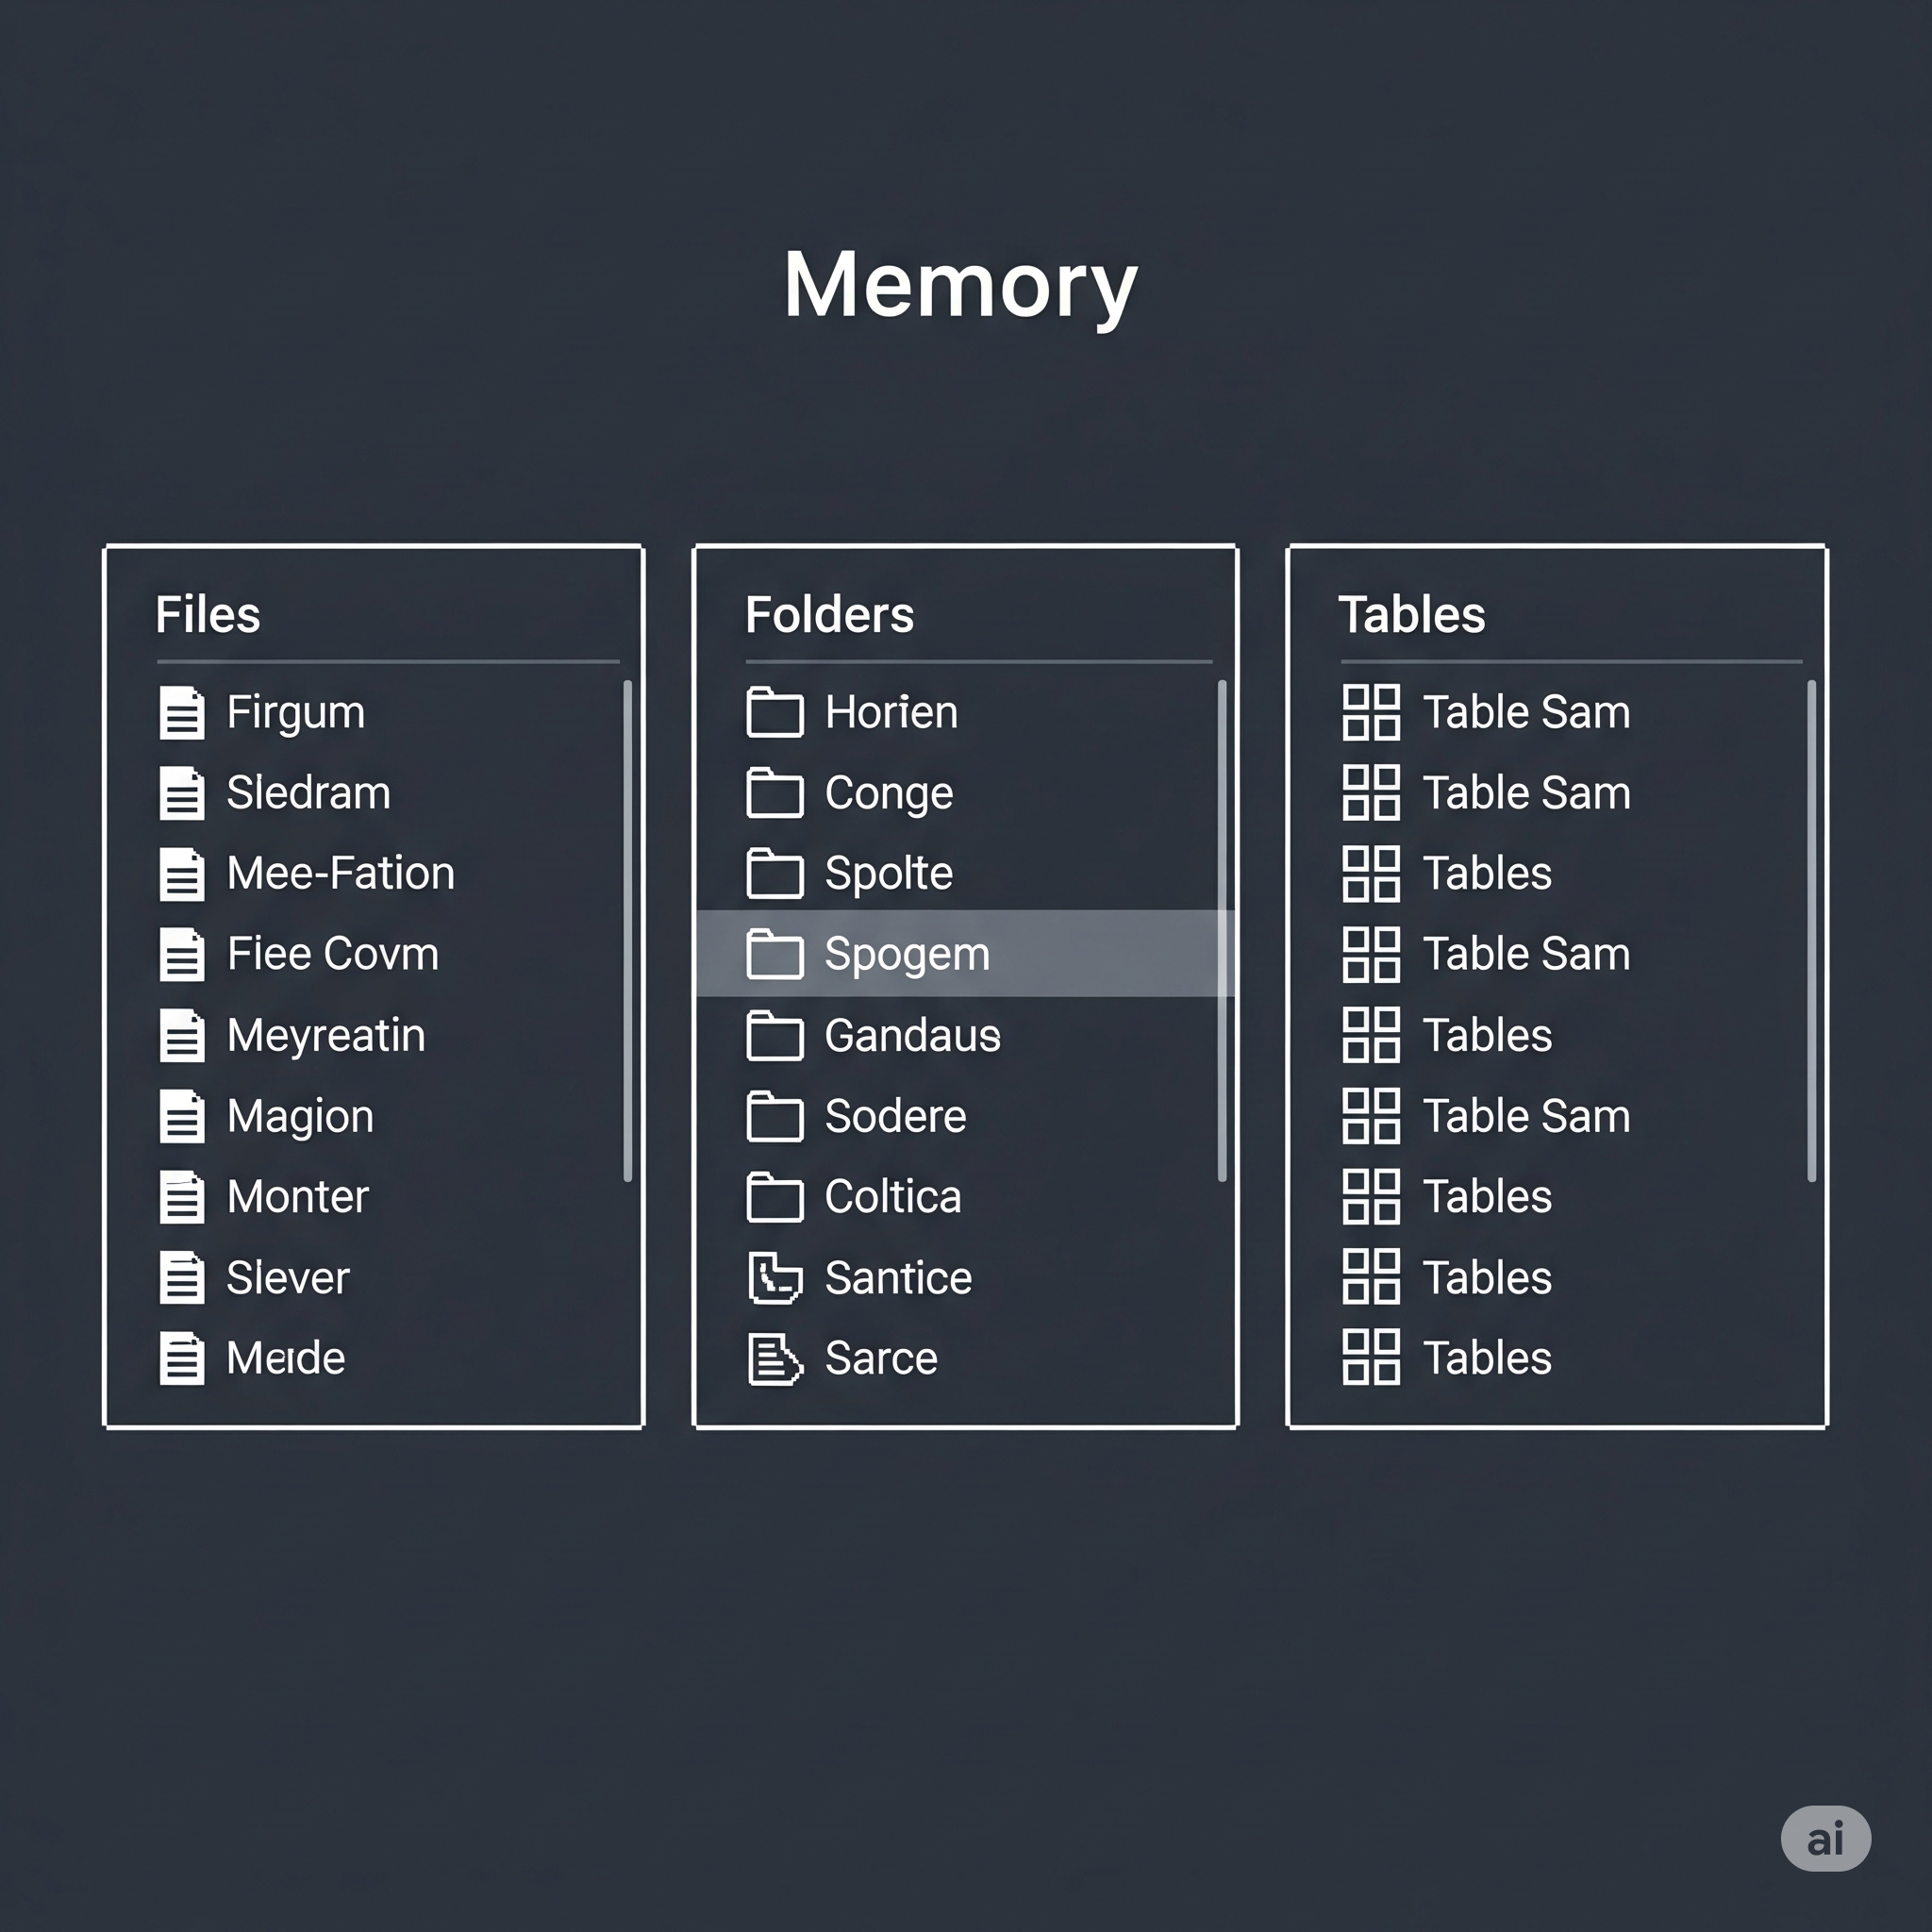 Memory
Files
Firgum
Sledram
Mee-Fation
Fiee Covm
Meyreatin
Magion
Monter
Slever
Meide
Folders
Horien
Conge
Spolte
Spogem
Gandaus
Sodere
Coltica
Santice
Sarce
Tables
Table Sam
Table Sam
Tables
Table Sam
Tables
Table Sam
Tables
Tables
Tables
ai